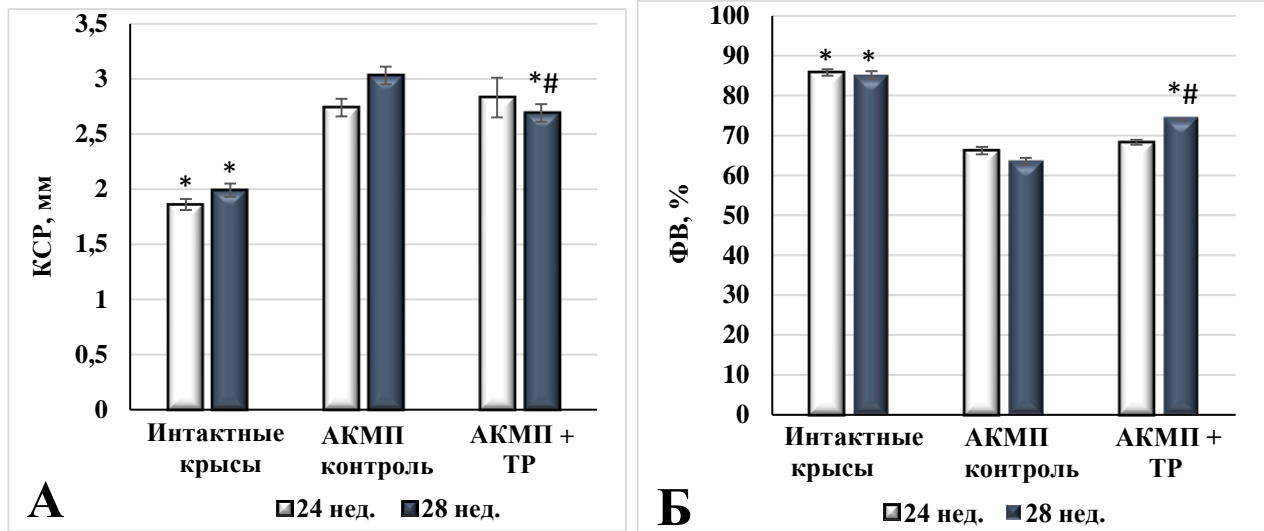 3,5
3
2,5
2
1,5
1
0,5
0
КСР, мм
*
*
*#
Интактные
крысы
АКМП
контроль
АКМП +
ТР
24 нед.
28 нед.
А
100
90
80
70
60
50
40
30
20
10
0
ФВ, %
*
*
*#
Интактные
крысы
АКМП
контроль
АКМП +
ТР
24 нед.
28 нед.
Б